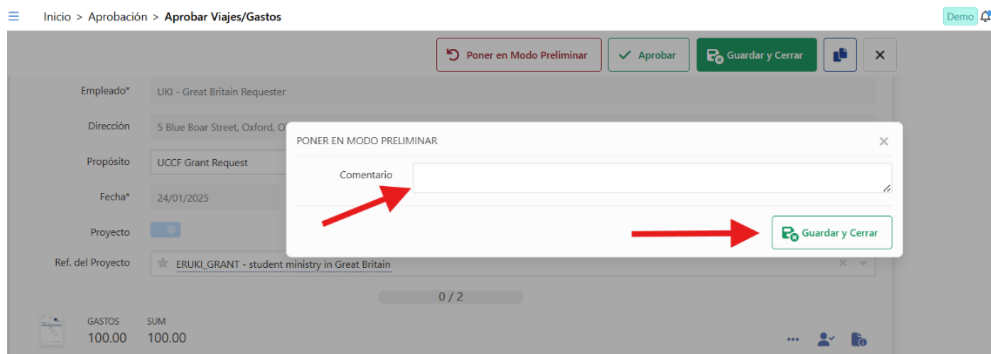 Inicio > Aprobación > Aprobar Viajes/Gastos
Demo
Poner en Modo Preliminar
Aprobar
Guardar y Cerrar
Empleado*
UKI - Great Britain Requester
Dirección
5 Blue Boar Street, Oxford,
Propósito
UCCF Grant Request
Fecha*
24/01/2025
Proyecto
Ref. del Proyecto
ERUKI_GRANT - student ministry in Great Britain
PONER EN MODO PRELIMINAR
Comentario
Guardar y Cerrar
0 / 2
GASTOS SUM
100.00 100.00